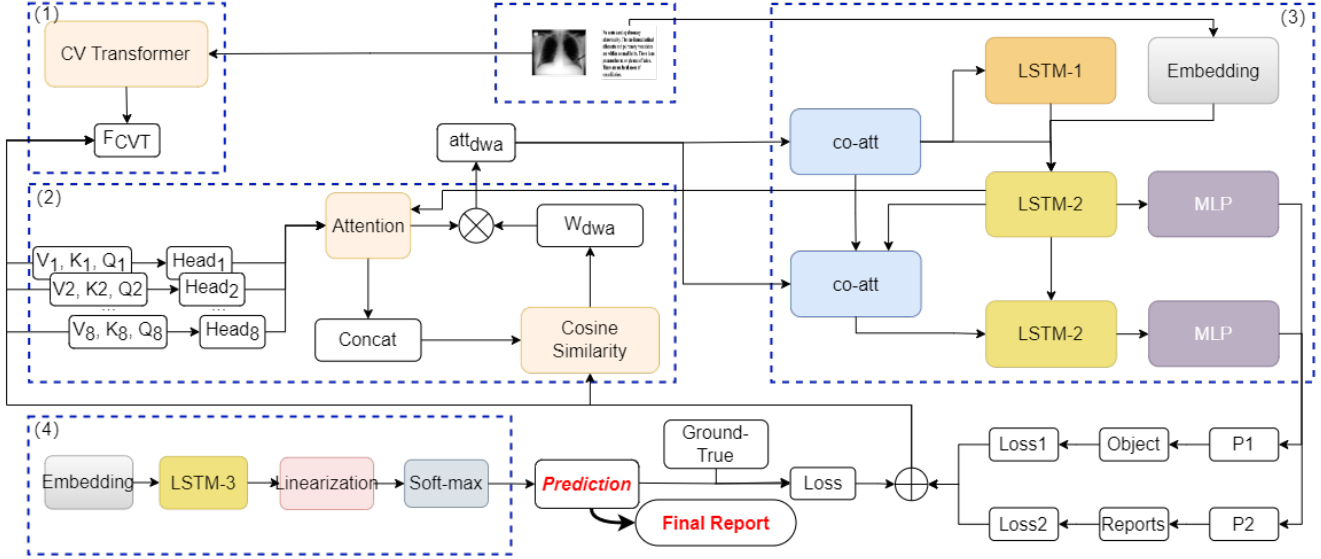 (1)
(3)
CV Transformer
LSTM-1
Embedding
FCVT
attdwa
co-att
(2)
Attention
Wdwa
LSTM-2
MLP
V1, K1, Q1
Head1
V2, K2, Q2
Head2
...
...
V8, K8, Q8
Head8
co-att
Concat
Cosine
Similarity
LSTM-2
MLP
(4)
Ground-
True
Loss1
Object
P1
Embedding
LSTM-3
Linearization
Soft-max
Prediction
Loss
Final Report
Loss2
Reports
P2